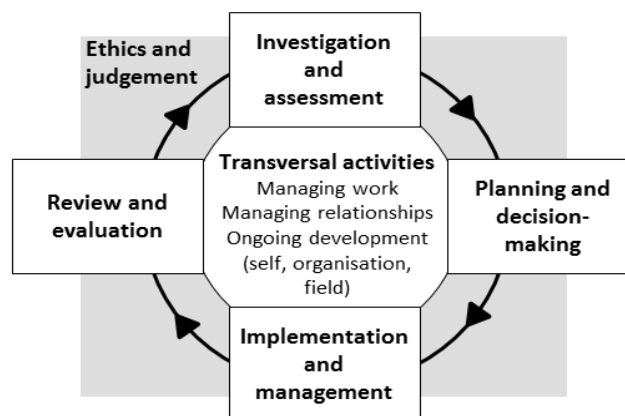 Ethics and
judgement
Investigation
and
assessment
Transversal activities
Managing work
Managing relationships
Ongoing development
(self, organisation,
field)
Review and
evaluation
Planning and
decision-
making
Implementation
and
management